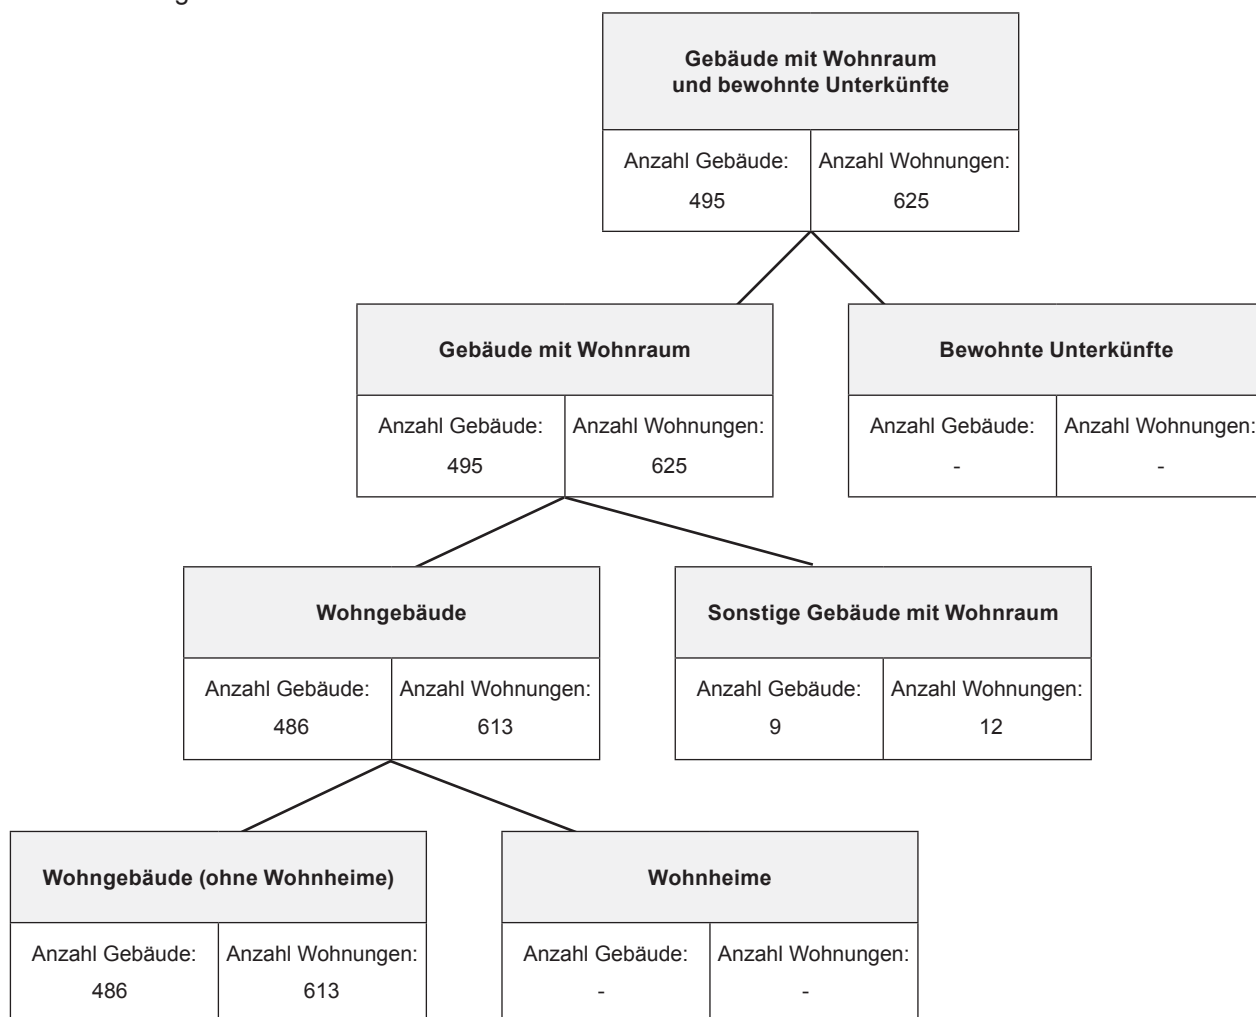 Gebäude mit Wohnraum
und bewohnte Unterkünfte
Anzahl Gebäude: Anzahl Wohnungen:
495 625
Gebäude mit Wohnraum Bewohnte Unterkünfte
Anzahl Gebäude: Anzahl Wohnungen: Anzahl Gebäude: Anzahl Wohnungen:
495 625 - -
Wohngebäude Sonstige Gebäude mit Wohnraum
Anzahl Gebäude: Anzahl Wohnungen: Anzahl Gebäude: Anzahl Wohnungen:
486 613 9 12
Wohngebäude (ohne Wohnheime) Wohnheime
Anzahl Gebäude: Anzahl Wohnungen: Anzahl Gebäude: Anzahl Wohnungen:
486 613 - -